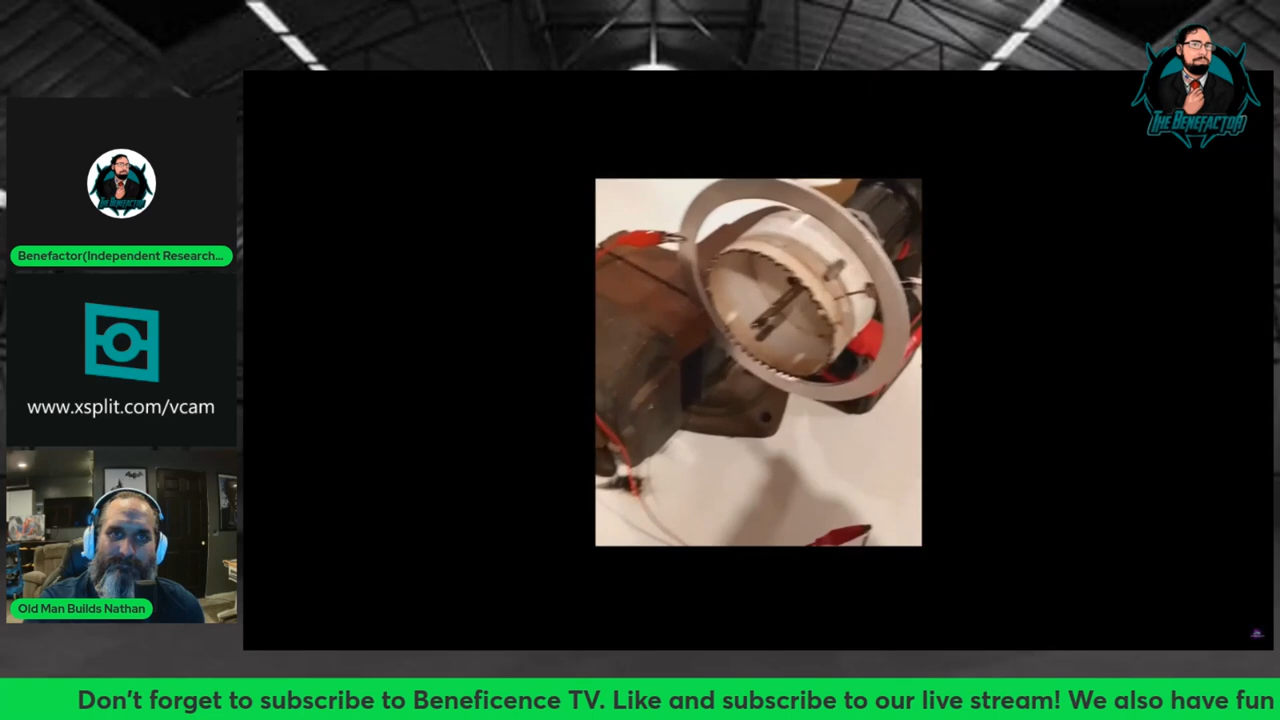 THE BENEFACTOR
Benefactor(Independent Research...
www.xsplit.com/vcam
Old Man Builds Nathan
Don't forget to subscribe to Beneficence TV. Like and subscribe to our live stream! We also have fun